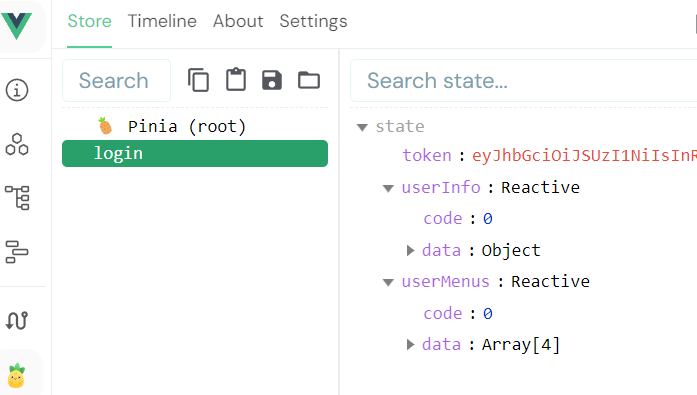 Store Timeline About Settings
Search
Search state...
Pinia (root)
login
state
token : eyJhbGciOiJSUzI1NiIsInR
userInfo : Reactive
code : 0
data : Object
userMenus : Reactive
code : 0
data : Array[4]